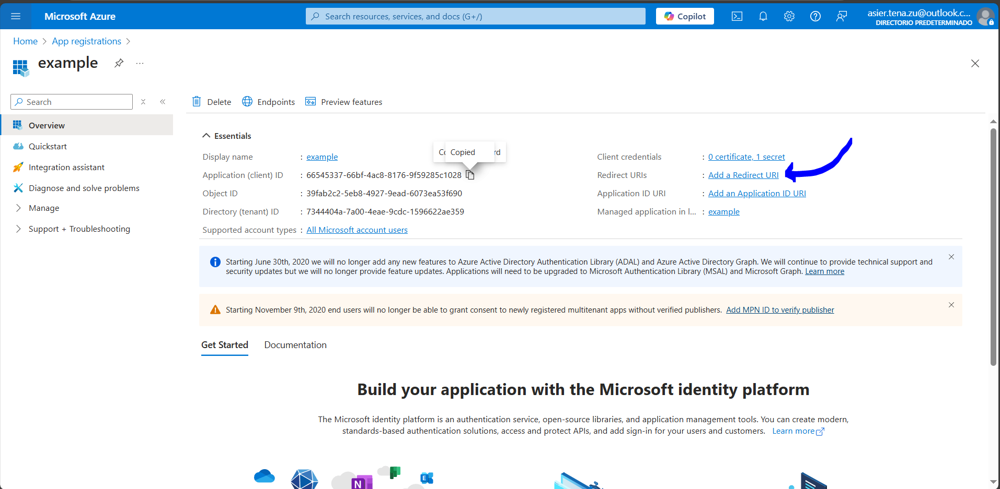 Microsoft Azure
Search resources, services, and docs (G+/)
Copilot
asier.tena.zu@outlook.c...
DIRECTORIO PREDETERMINADO
Home > App registrations >
example
...
Search
Overview
Quickstart
Integration assistant
Diagnose and solve problems
Manage
Support + Troubleshooting
Delete
Endpoints
Preview features
Essentials
Copied
Display name : example
Application (client) ID : 66545337-66bf-4ac8-8176-9f59285c1028
Object ID : 39fab2c2-5eb8-4927-9ead-6073ea53f690
Directory (tenant) ID : 7344404a-7a00-4eae-9cdc-1596622ae359
Supported account types : All Microsoft account users
Client credentials : 0 certificate, 1 secret
Redirect URIs : Add a Redirect URI
Application ID URI : Add an Application ID URI
Managed application in l... : example
Starting June 30th, 2020 we will no longer add any new features to Azure Active Directory Authentication Library (ADAL) and Azure Active Directory Graph. We will continue to provide technical support and
security updates but we will no longer provide feature updates. Applications will need to be upgraded to Microsoft Authentication Library (MSAL) and Microsoft Graph. Learn more
Starting November 9th, 2020 end users will no longer be able to grant consent to newly registered multitenant apps without verified publishers. Add MPN ID to verify publisher
Get Started
Documentation
Build your application with the Microsoft identity platform
The Microsoft identity platform is an authentication service, open-source libraries, and application management tools. You can create modern,
standards-based authentication solutions, access and protect APIs, and add sign-in for your users and customers. Learn more
N
E